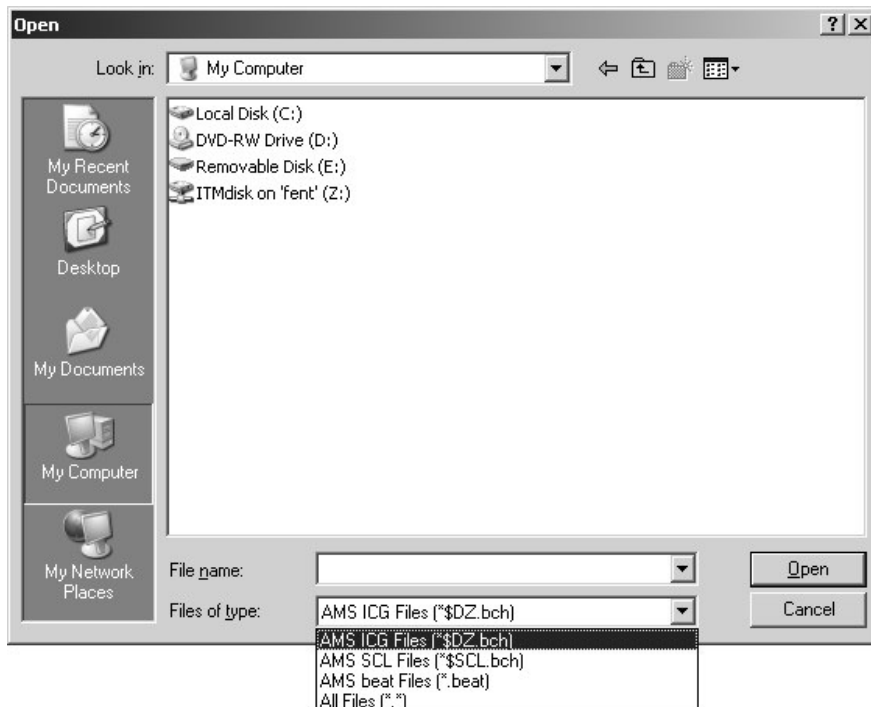 Open
Look in:
My Computer
Local Disk (C:)
DVD-RW Drive (D:)
Removable Disk (E:)
ITMdisk on 'fent' (Z:)
My Recent
Documents
Desktop
My Documents
My Computer
My Network
Places
File name:
Open
Files of type:
AMS ICG Files (*$DZ.bch)
Cancel
AMS ICG Files (*$DZ.bch)
AMS SCL Files (*$SCL.bch)
AMS beat Files (*.beat)
All Files (*.*)